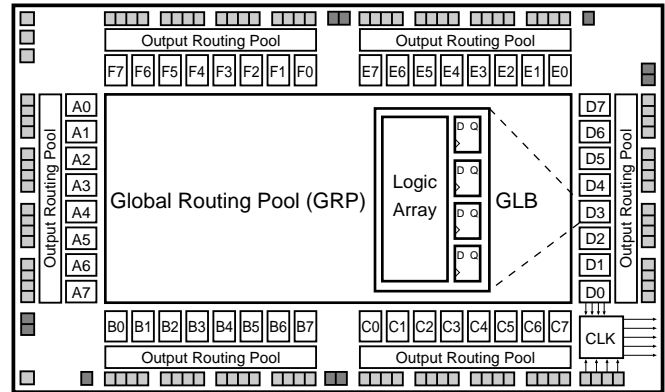 Output Routing Pool Output Routing Pool
F7 F6 F5 F4 F3 F2 F1 F0 E7 E6 E5 E4 E3 E2 E1 E0
Output Routing Pool
A0
A1
A2
A3
A4
A5
A6
A7
Global Routing Pool (GRP)
Logic
Array
D Q
D Q
D Q
D Q
GLB
D7
D6
D5
D4
D3
D2
D1
D0
Output Routing Pool
B0 B1 B2 B3 B4 B5 B6 B7 C0 C1 C2 C3 C4 C5 C6 C7
CLK
Output Routing Pool Output Routing Pool